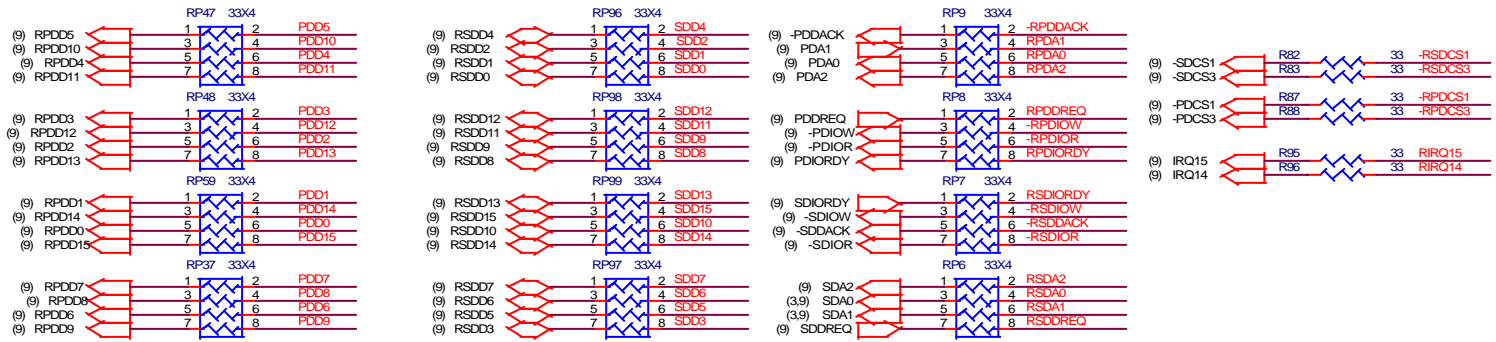 RP47 33X4
(9) RPDD5 1 2 PDD5
(9) RPDD10 3 4 PDD10
(9) RPDD4 5 6 PDD4
(9) RPDD11 7 8 PDD11
RP48 33X4
(9) RPDD3 1 2 PDD3
(9) RPDD12 3 4 PDD12
(9) RPDD2 5 6 PDD2
(9) RPDD13 7 8 PDD13
RP59 33X4
(9) RPDD1 1 2 PDD1
(9) RPDD14 3 4 PDD14
(9) RPDD0 5 6 PDD0
(9) RPDD15 7 8 PDD15
RP37 33X4
(9) RPDD7 1 2 PDD7
(9) RPDD8 3 4 PDD8
(9) RPDD6 5 6 PDD6
(9) RPDD9 7 8 PDD9
RP96 33X4
(9) RSDD4 1 2 SDD4
(9) RSDD2 3 4 SDD2
(9) RSDD1 5 6 SDD1
(9) RSDD0 7 8 SDD0
RP98 33X4
(9) RSDD12 1 2 SDD12
(9) RSDD11 3 4 SDD11
(9) RSDD9 5 6 SDD9
(9) RSDD8 7 8 SDD8
RP99 33X4
(9) RSDD13 1 2 SDD13
(9) RSDD15 3 4 SDD15
(9) RSDD10 5 6 SDD10
(9) RSDD14 7 8 SDD14
RP97 33X4
(9) RSDD7 1 2 SDD7
(9) RSDD6 3 4 SDD6
(9) RSDD5 5 6 SDD5
(9) RSDD3 7 8 SDD3
RP9 33X4
(9) -PDDACK 1 2 -RPDDACK
(9) PDA1 3 4 RPDA1
(9) PDA0 5 6 RPDA0
(9) PDA2 7 8 RPDA2
RP8 33X4
(9) PDDREQ 1 2 RPDDREQ
(9) -PDIOW 3 4 -RPDIOW
(9) -PDIOR 5 6 -RPDIOR
(9) PDIORDY 7 8 RPDIORDY
RP7 33X4
(9) SDIORDY 1 2 RSDIORDY
(9) -SDIOW 3 4 -RSDIOW
(9) -SDDACK 5 6 -RSDDACK
(9) -SDIOR 7 8 -RSDIOR
RP6 33X4
(9) SDA2 1 2 RSDA2
(3,9) SDA0 3 4 RSDA0
(3,9) SDA1 5 6 RSDA1
(9) SDDREQ 7 8 RSDDREQ
(9) -SDCS1 R82 33 -RSDCS1
(9) -SDCS3 R83 33 -RSDCS3
(9) -PDCS1 R87 33 -RPDCS1
(9) -PDCS3 R88 33 -RPDCS3
(9) IRQ15 R95 33 RIRQ15
(9) IRQ14 R96 33 RIRQ14